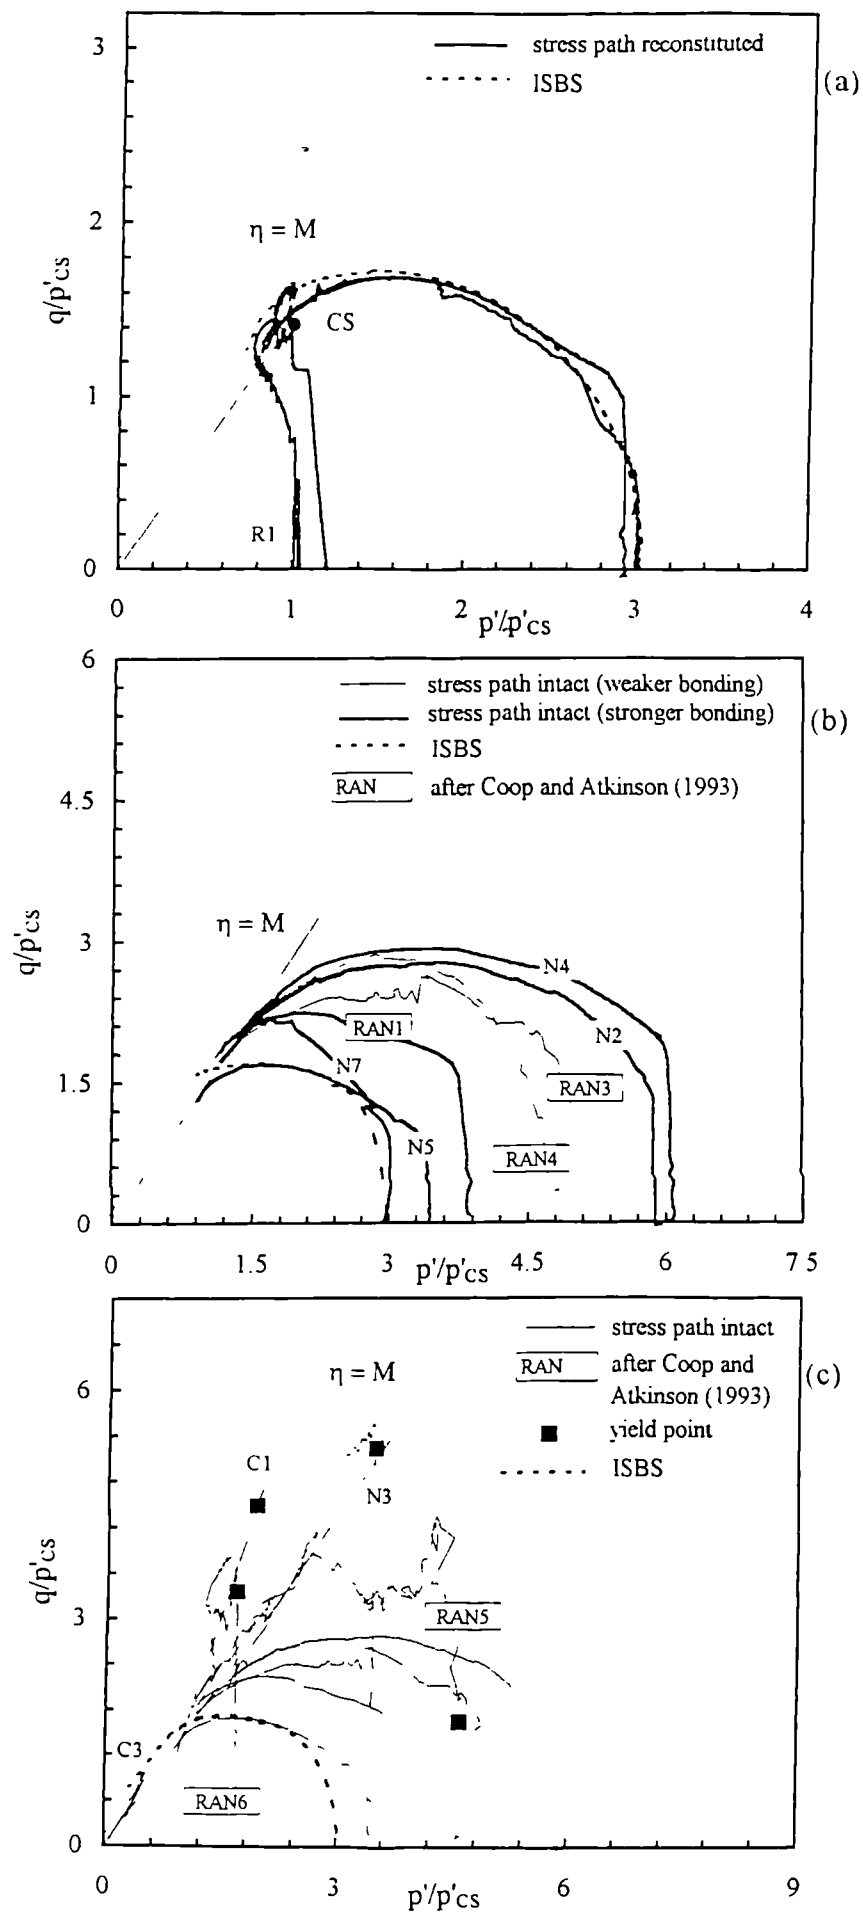 3
stress path reconstituted
ISBS
(a)
2
η = M
q/p'cs
CS
1
R1
0
0
1
2
3
4
p'/p'cs
6
stress path intact (weaker bonding)
stress path intact (stronger bonding)
(b)
ISBS
RAN
after Coop and Atkinson (1993)
4.5
η = M
3
q/p'cs
N4
RAN1
N2
N7
RAN3
1.5
N5
RAN4
0
0
1.5
3
4.5
6
7 5
p'/p'cs
stress path intact
RAN
after Coop and
Atkinson (1993)
(c)
6
η = M
yield point
C1
ISBS
N3
q/p'cs
3
RAN5
C3
RAN6
0
0
3
6
9
p'/p'cs